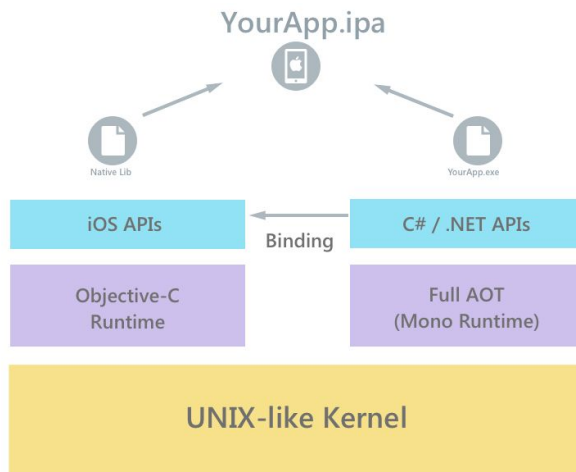 YourApp.ipa
Native Lib
YourApp.exe
iOS APIs
Binding
C# / .NET APIs
Objective-C
Runtime
Full AOT
(Mono Runtime)
UNIX-like Kernel